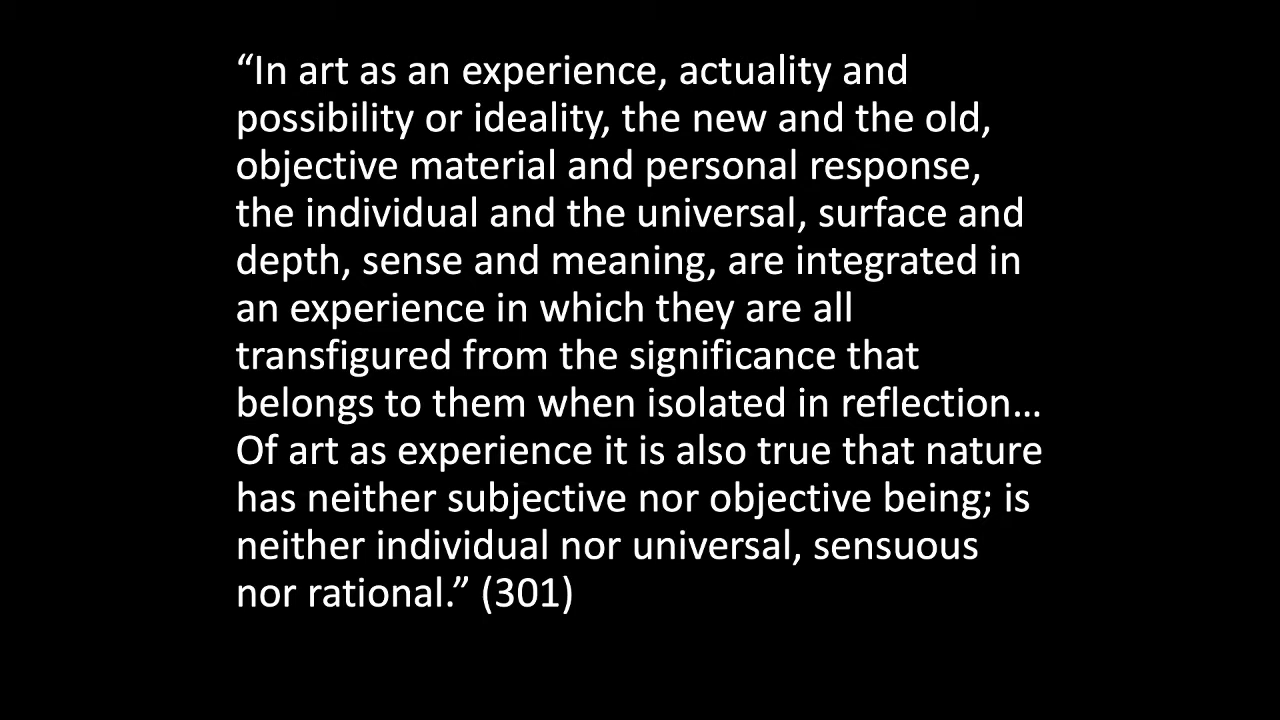 “In art as an experience, actuality and
possibility or ideality, the new and the old,
objective material and personal response,
the individual and the universal, surface and
depth, sense and meaning, are integrated in
an experience in which they are all
transfigured from the significance that
belongs to them when isolated in reflection…
Of art as experience it is also true that nature
has neither subjective nor objective being; is
neither individual nor universal, sensuous
nor rational.” (301)